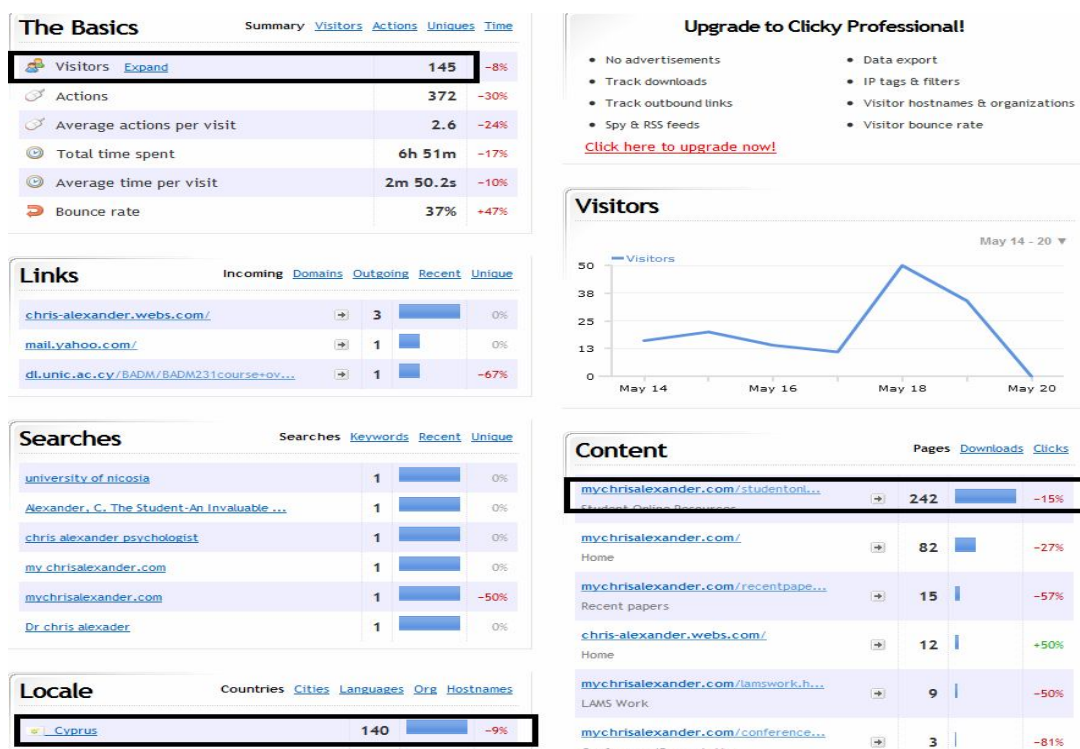 The Basics
Summary Visitors Actions Uniques Time
Visitors Expand 145 -8%
Actions 372 -30%
Average actions per visit 2.6 -24%
Total time spent 6h 51m -17%
Average time per visit 2m 50.2s -10%
Bounce rate 37% +47%
Links
Incoming Domains Outgoing Recent Unique
chris-alexander.webs.com/ 3 0%
mail.yahoo.com/ 1 0%
dl.unic.ac.cy/BADM/BADM231course+ov... 1 -67%
Searches
Searches Keywords Recent Unique
university of nicosia 1 0%
Alexander, C. The Student-An Invaluable ... 1 0%
chris alexander psychologist 1 0%
my chrisalexander.com 1 0%
mychrisalexander.com 1 -50%
Dr chris alexader 1 0%
Locale
Countries Cities Languages Org Hostnames
Cyprus 140 -9%
Upgrade to Clicky Professional!
• No advertisements
• Track downloads
• Track outbound links
• Spy & RSS feeds
• Data export
• IP tags & filters
• Visitor hostnames & organizations
• Visitor bounce rate
Click here to upgrade now!
Visitors
May 14 - 20 ▼
Visitors
50
38
25
13
0
May 14 May 16 May 18 May 20
Content
Pages Downloads Clicks
mychrisalexander.com/studentonl... 242 -15%
Student Online Resources
mychrisalexander.com/ 82 -27%
Home
mychrisalexander.com/recentpape... 15 -57%
Recent papers
chris-alexander.webs.com/ 12 +50%
Home
mychrisalexander.com/lamswork.h... 9 -50%
LAMS Work
mychrisalexander.com/conference... 3 -81%